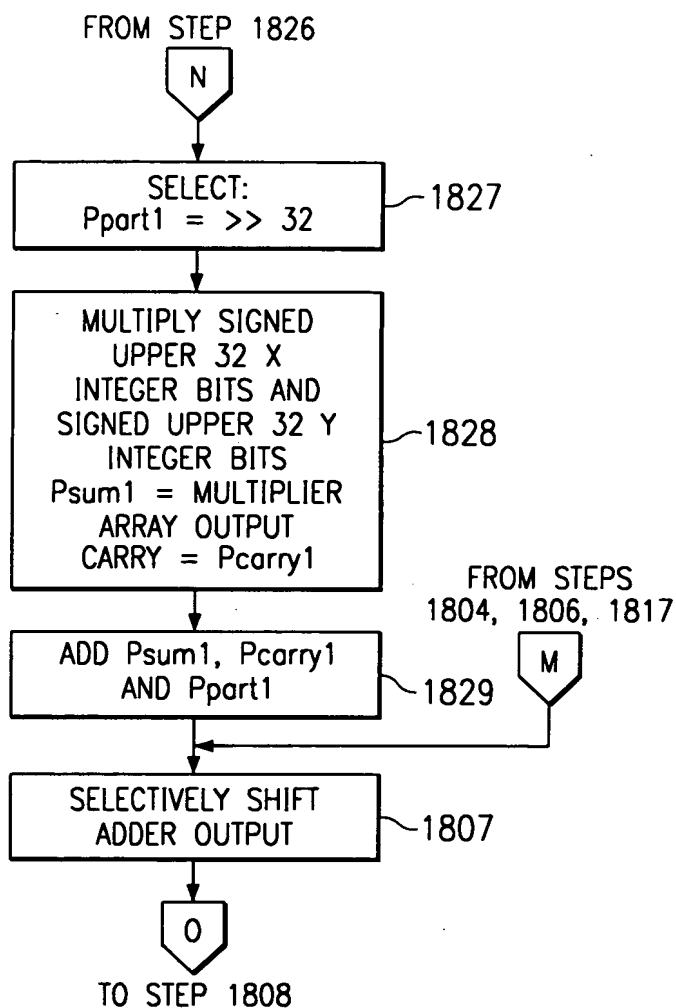 FROM STEP 1826
N
SELECT:
Ppart1 = >> 32
1827
MULTIPLY SIGNED
UPPER 32 X
INTEGER BITS AND
SIGNED UPPER 32 Y
INTEGER BITS
Psum1 = MULTIPLIER
ARRAY OUTPUT
CARRY = Pcarry1
1828
FROM STEPS
1804, 1806, 1817
M
ADD Psum1, Pcarry1
AND Ppart1
1829
SELECTIVELY SHIFT
ADDER OUTPUT
1807
O
TO STEP 1808